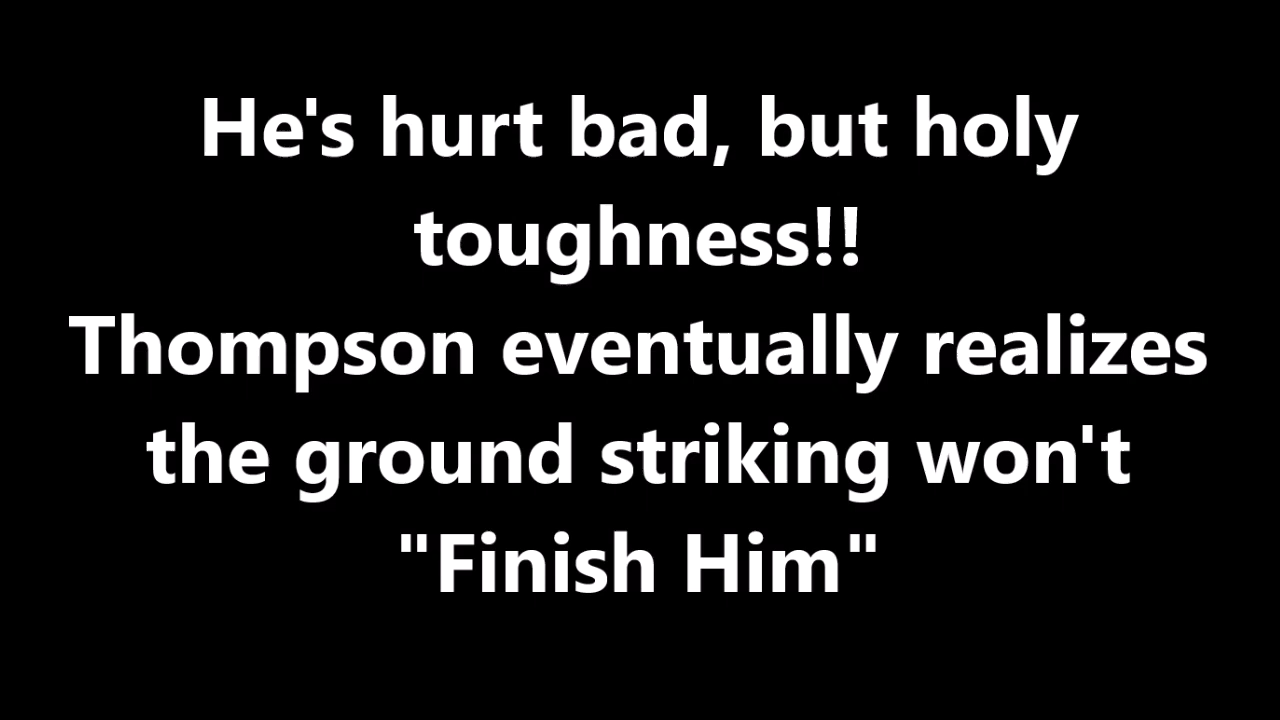 He's hurt bad, but holy
toughness!!
Thompson eventually realizes
the ground striking won't
"Finish Him"